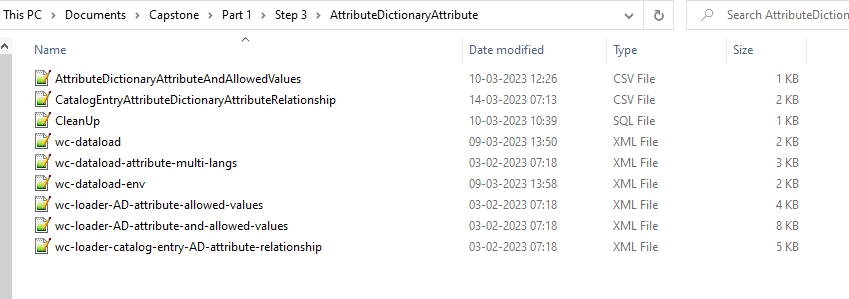 This PC > Documents > Capstone > Part 1 > Step 3 > AttributeDictionaryAttribute Search AttributeDiction
Name Date modified Type Size
AttributeDictionaryAttributeAndAllowedValues 10-03-2023 12:26 CSV File 1 KB
CatalogEntryAttributeDictionaryAttributeRelationship 14-03-2023 07:13 CSV File 2 KB
CleanUp 10-03-2023 10:39 SQL File 1 KB
wc-dataload 09-03-2023 13:50 XML File 2 KB
wc-dataload-attribute-multi-langs 03-02-2023 07:18 XML File 3 KB
wc-dataload-env 09-03-2023 13:58 XML File 2 KB
wc-loader-AD-attribute-allowed-values 03-02-2023 07:18 XML File 4 KB
wc-loader-AD-attribute-and-allowed-values 03-02-2023 07:18 XML File 8 KB
wc-loader-catalog-entry-AD-attribute-relationship 03-02-2023 07:18 XML File 5 KB